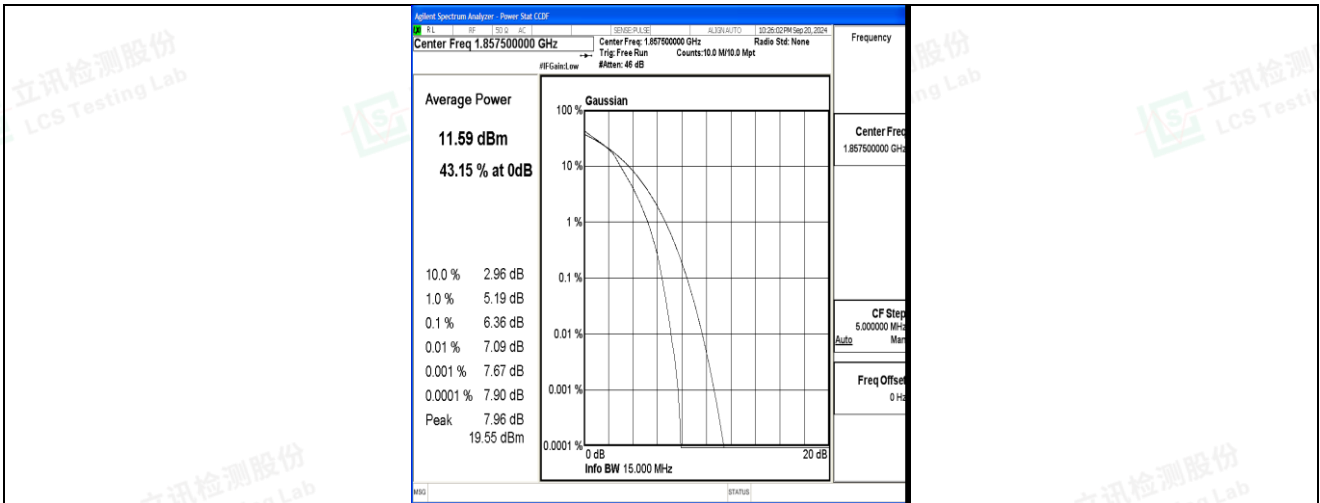 Agilent Spectrum Analyzer - Power Stat CCDF
RL RF 50 Ω AC SENSE:PULSE ALIGN AUTO 10:26:02 PM Sep 20, 2024
Center Freq 1.857500000 GHz
Center Freq: 1.857500000 GHz
Radio Std: None
Trig: Free Run
Counts:10.0 M/10.0 Mpt
#IFGain:Low
#Atten: 46 dB
Frequency
Average Power
11.59 dBm
43.15 % at 0dB
10.0 % 2.96 dB
1.0 % 5.19 dB
0.1 % 6.36 dB
0.01 % 7.09 dB
0.001 % 7.67 dB
0.0001 % 7.90 dB
Peak 7.96 dB
19.55 dBm
Gaussian
100 %
10 %
1 %
0.1 %
0.01 %
0.001 %
0.0001 %
0 dB
20 dB
Info BW 15.000 MHz
Center Freq
1.857500000 GHz
CF Step
5.000000 MHz
Auto Man
Freq Offset
0 Hz
MSG
STATUS
立讯检测股份
LCS Testing Lab